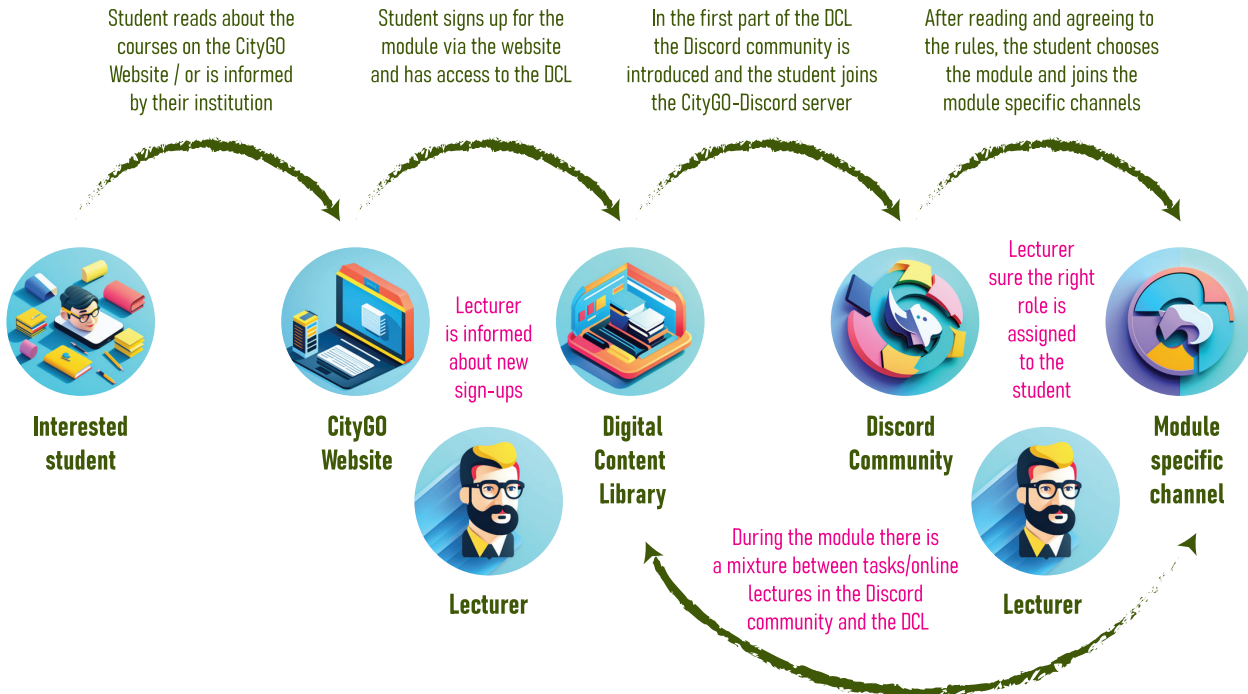 Student reads about the
courses on the CityGO
Website / or is informed
by their institution
Student signs up for the
module via the website
and has access to the DCL
In the first part of the DCL
the Discord community is
introduced and the student joins
the CityGO-Discord server
After reading and agreeing to
the rules, the student chooses
the module and joins the
module specific channels
Interested
student
CityGO
Website
Lecturer
is informed
about new
sign-ups
Lecturer
Digital
Content
Library
Discord
Community
Lecturer
sure the right
role is
assigned
to the
student
Lecturer
Module
specific
channel
During the module there is
a mixture between tasks/online
lectures in the Discord
community and the DCL